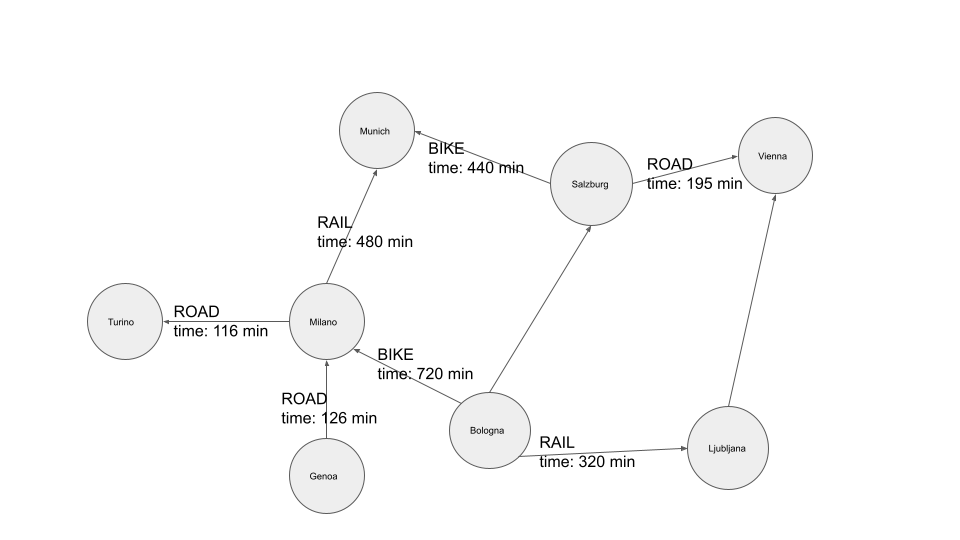 Munich
BIKE
time: 440 min
Salzburg
ROAD
time: 195 min
Vienna
RAIL
time: 480 min
Turino
ROAD
time: 116 min
Milano
BIKE
time: 720 min
ROAD
time: 126 min
Bologna
RAIL
time: 320 min
Ljubljana
Genoa